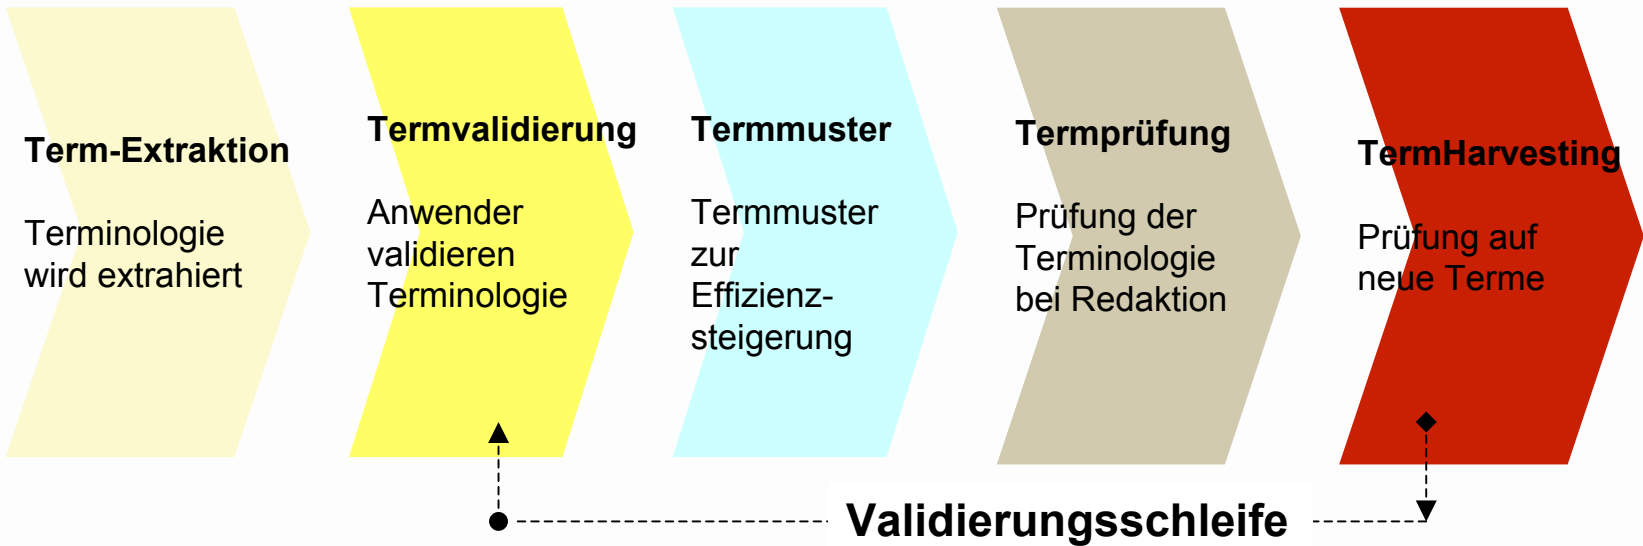 Term-Extraktion
Terminologie
wird extrahiert
Termvalidierung
Anwender
validieren
Terminologie
Termmuster
Termmuster
zur
Effizienz-
steigerung
Termprüfung
Prüfung der
Terminologie
bei Redaktion
TermHarvesting
Prüfung auf
neue Terme
Validierungsschleife